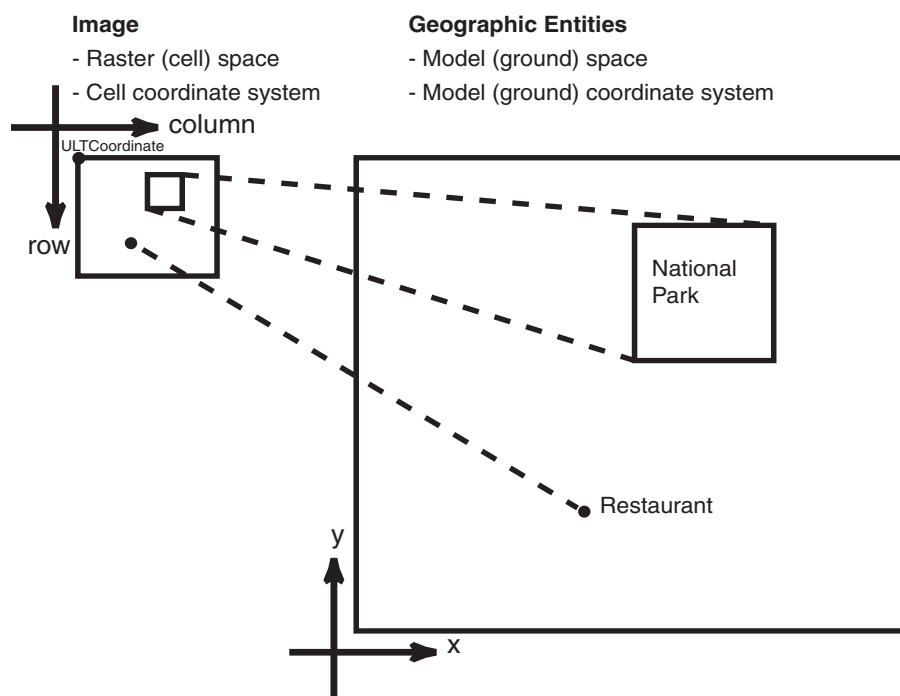 Image
- Raster (cell) space
- Cell coordinate system
Geographic Entities
- Model (ground) space
- Model (ground) coordinate system
column
ULTCoordinate
row
National
Park
Restaurant
y
x